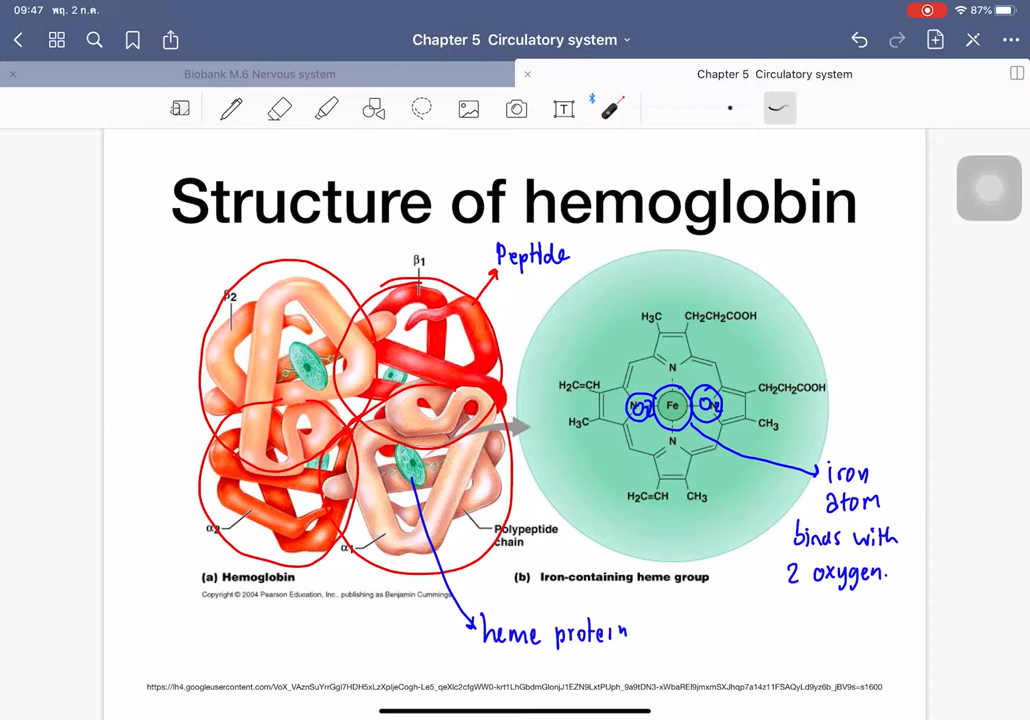 09:47 พฤ. 2 ก.ค.
87%
Chapter 5 Circulatory system
Biobank M.6 Nervous system
Chapter 5 Circulatory system
T
Structure of hemoglobin
Peptide
β1
β2
α2
α1
Polypeptide
chain
(a) Hemoglobin
Copyright © 2004 Pearson Education, Inc., publishing as Benjamin Cummings.
heme protein
H3C
CH2CH2COOH
N
H2C=CH
CH2CH2COOH
O2
Fe
O2
H3C
CH3
N
H2C=CH
CH3
(b) Iron-containing heme group
iron
atom
binds with
2 oxygen.